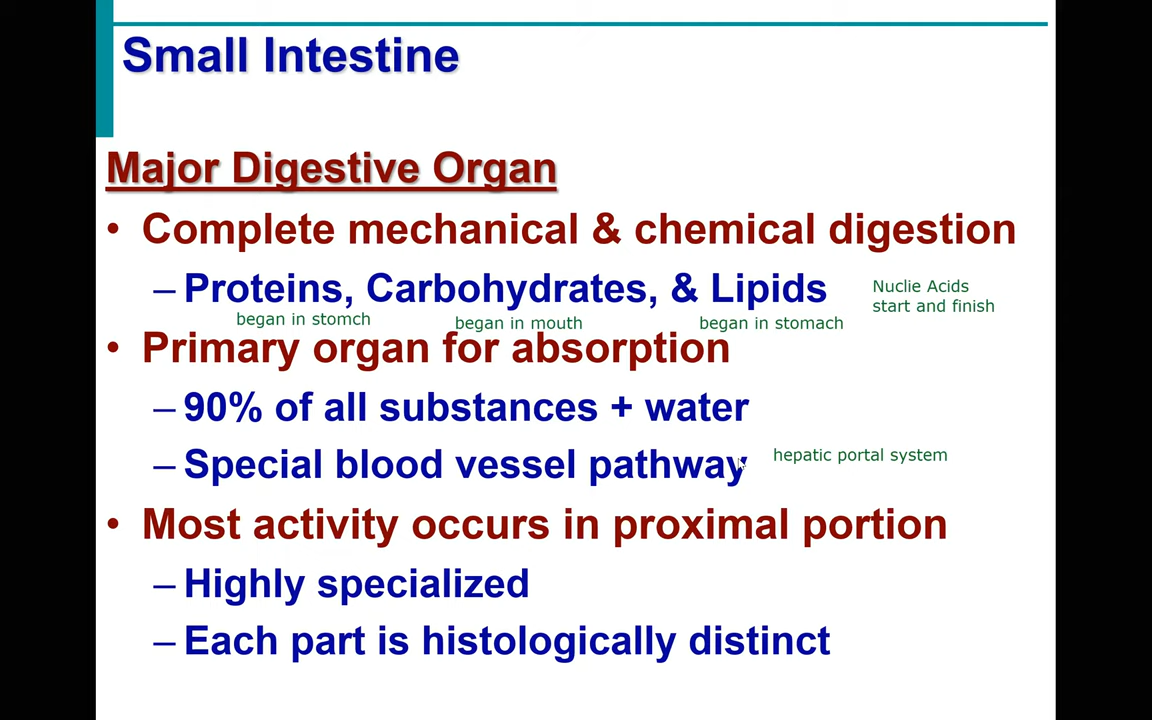 Small Intestine
Major Digestive Organ
• Complete mechanical & chemical digestion
– Proteins, Carbohydrates, & Lipids
Nuclie Acids
start and finish
began in stomch
began in mouth
began in stomach
• Primary organ for absorption
– 90% of all substances + water
– Special blood vessel pathway
hepatic portal system
• Most activity occurs in proximal portion
– Highly specialized
– Each part is histologically distinct